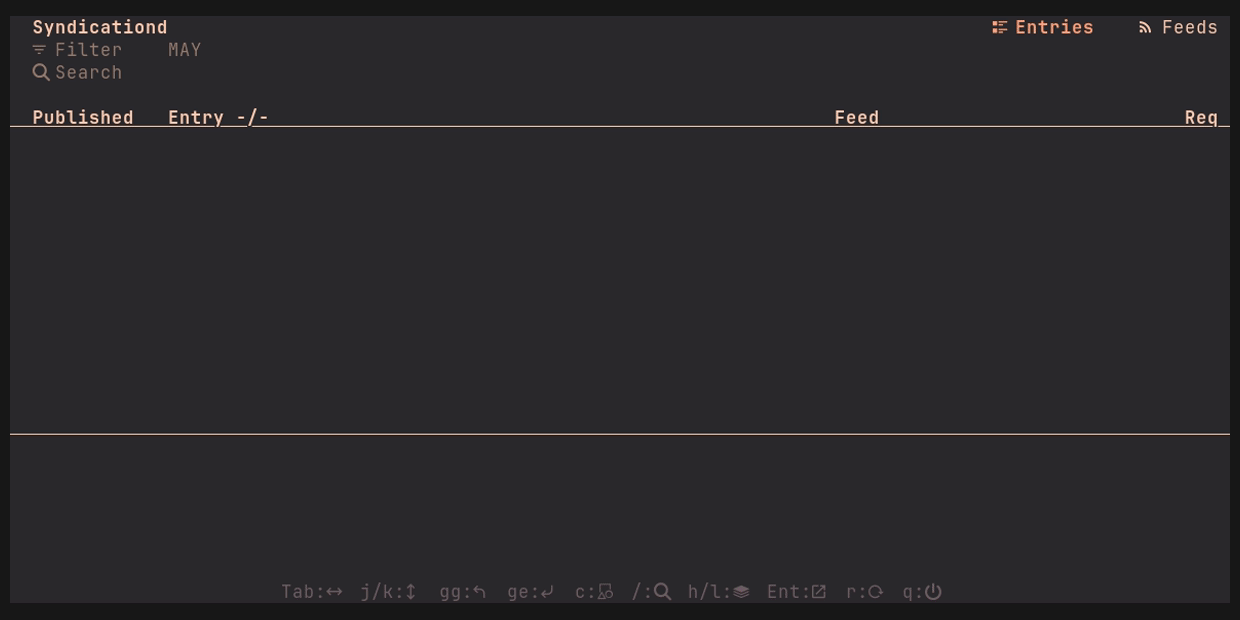 Syndicationd Entries Feeds
Filter MAY
Search
Published Entry -/- Feed Req
Tab: j/k: gg: ge: c: /: h/l: Ent: r: q: